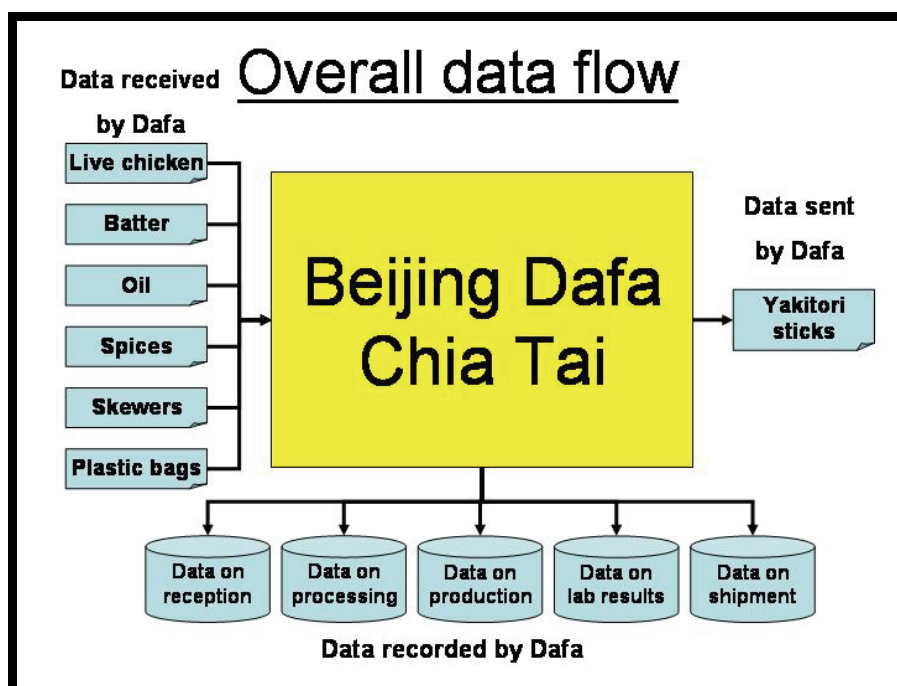 Overall data flow
Data received
by Dafa
Live chicken
Batter
Oil
Spices
Skewers
Plastic bags
Beijing Dafa
Chia Tai
Data sent
by Dafa
Yakitori
sticks
Data on
reception
Data on
processing
Data on
production
Data on
lab results
Data on
shipment
Data recorded by Dafa